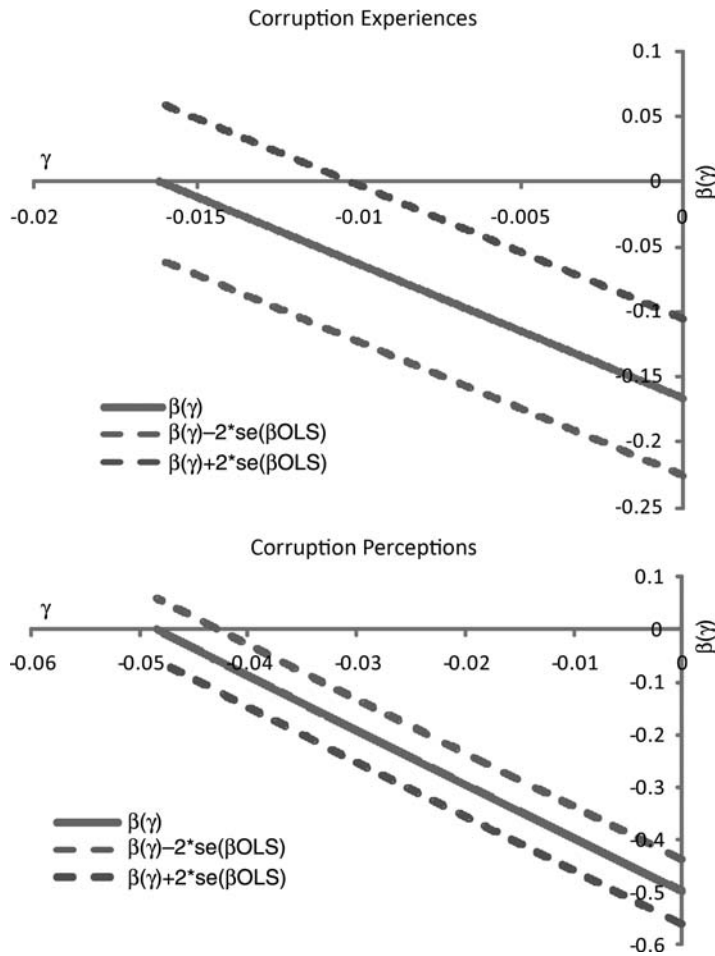 Corruption Experiences
0.1
0.05
γ
0
β(γ)
-0.02 -0.015 -0.01 -0.005 0
-0.05
-0.1
-0.15
β(γ)
β(γ)−2*se(βOLS)
-0.2
β(γ)+2*se(βOLS)
-0.25
Corruption Perceptions
0.1
γ
0
β(γ)
-0.06 -0.05 -0.04 -0.03 -0.02 -0.01 0
-0.1
-0.2
-0.3
β(γ)
β(γ)−2*se(βOLS)
-0.4
β(γ)+2*se(βOLS)
-0.5
-0.6